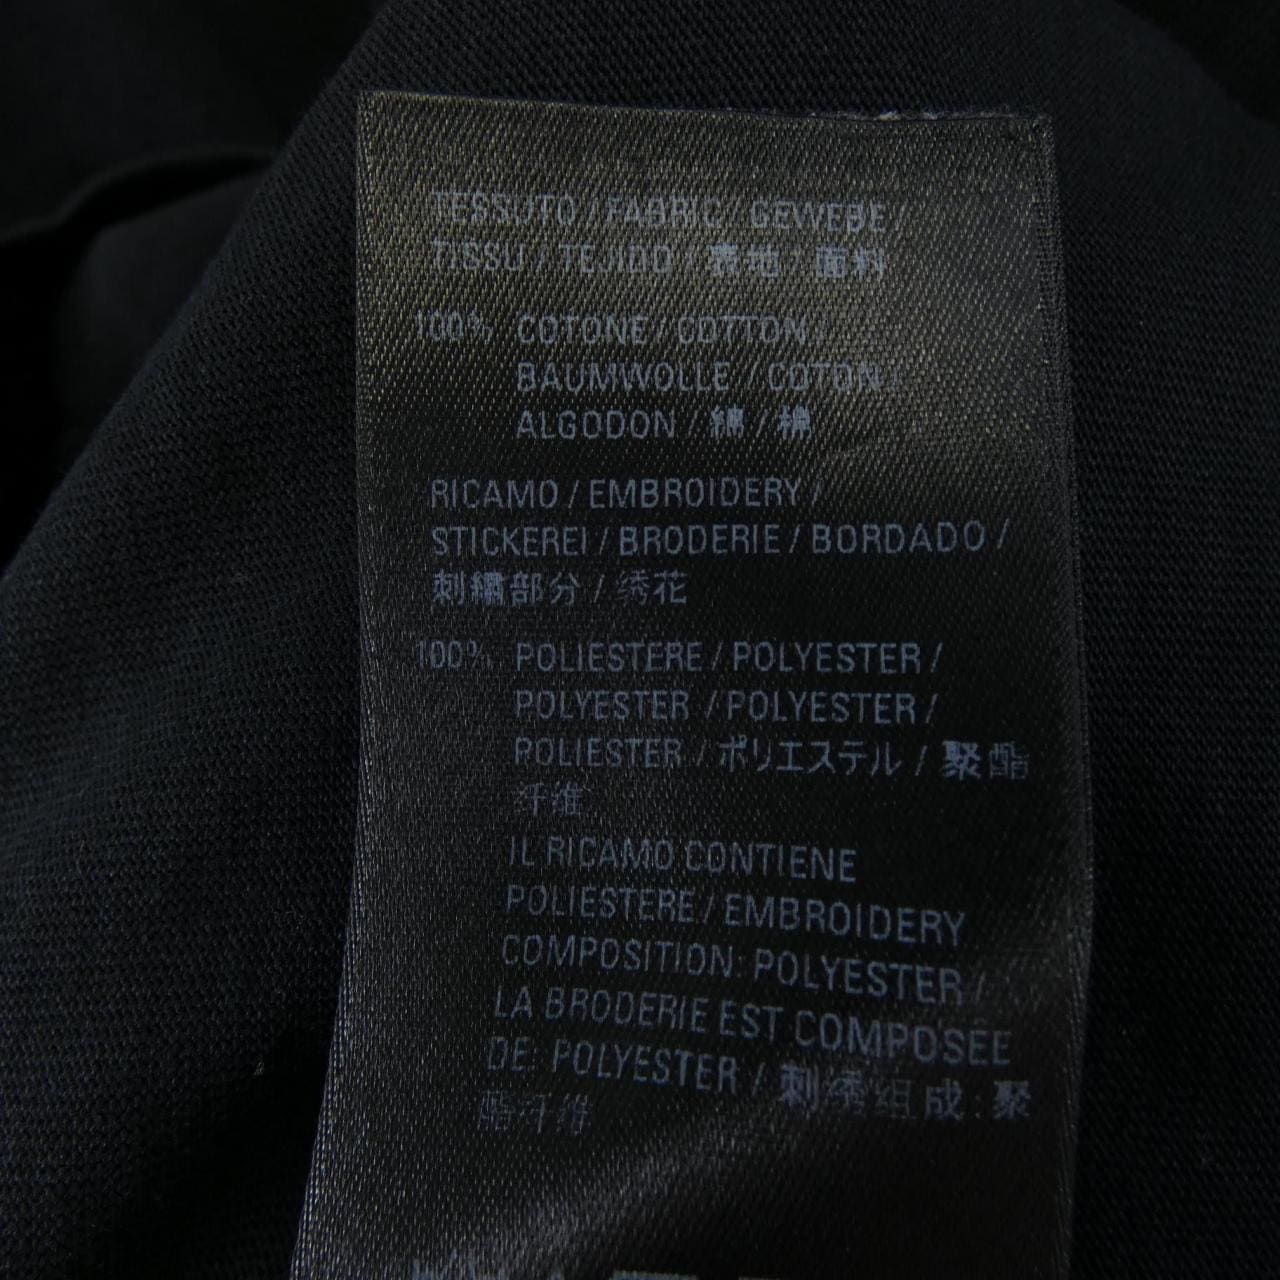 TESSUTO / FABRIC / GEWEBE /
TISSU / TEJIDO / 表地 / 面料
100% COTONE / COTTON /
BAUMWOLLE / COTON /
ALGODON / 綿 / 棉
RICAMO / EMBROIDERY /
STICKEREI / BRODERIE / BORDADO /
刺繍部分 / 绣花
100% POLIESTERE / POLYESTER /
POLYESTER / POLYESTER /
POLIESTER / ポリエステル / 聚酯
纤维
IL RICAMO CONTIENE
POLIESTERE / EMBROIDERY
COMPOSITION: POLYESTER /
LA BRODERIE EST COMPOSÉE
DE: POLYESTER / 刺绣组成: 聚
酯纤维